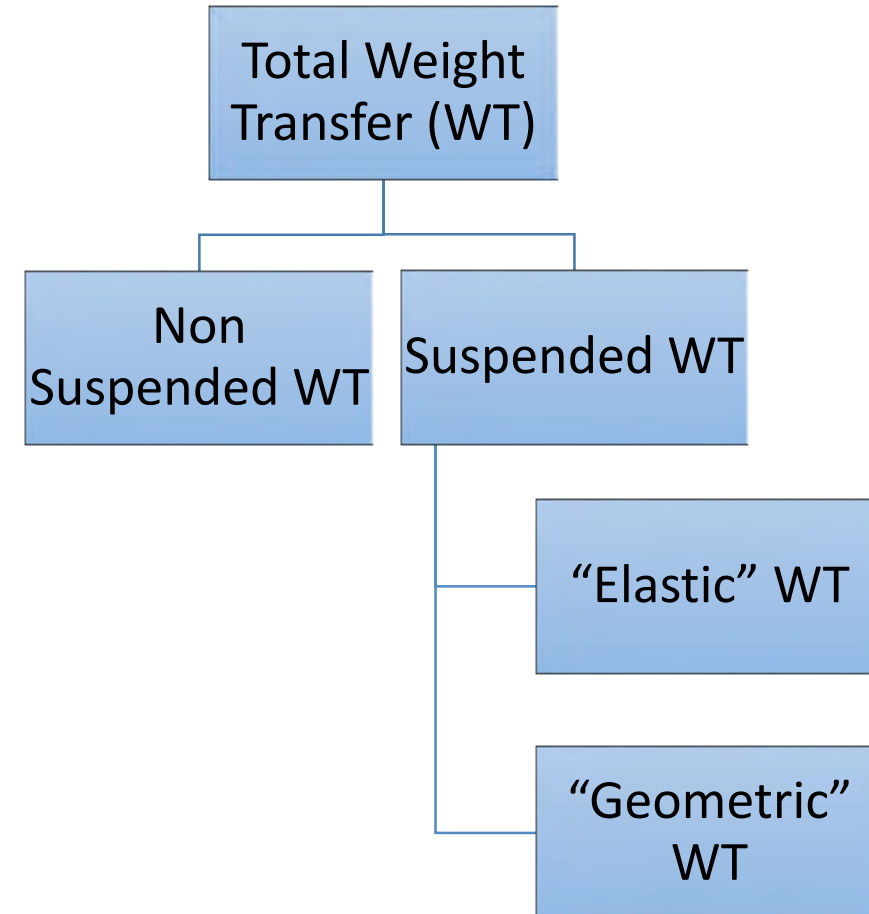 Total Weight
Transfer (WT)
Non
Suspended WT
Suspended WT
“Elastic” WT
“Geometric”
WT